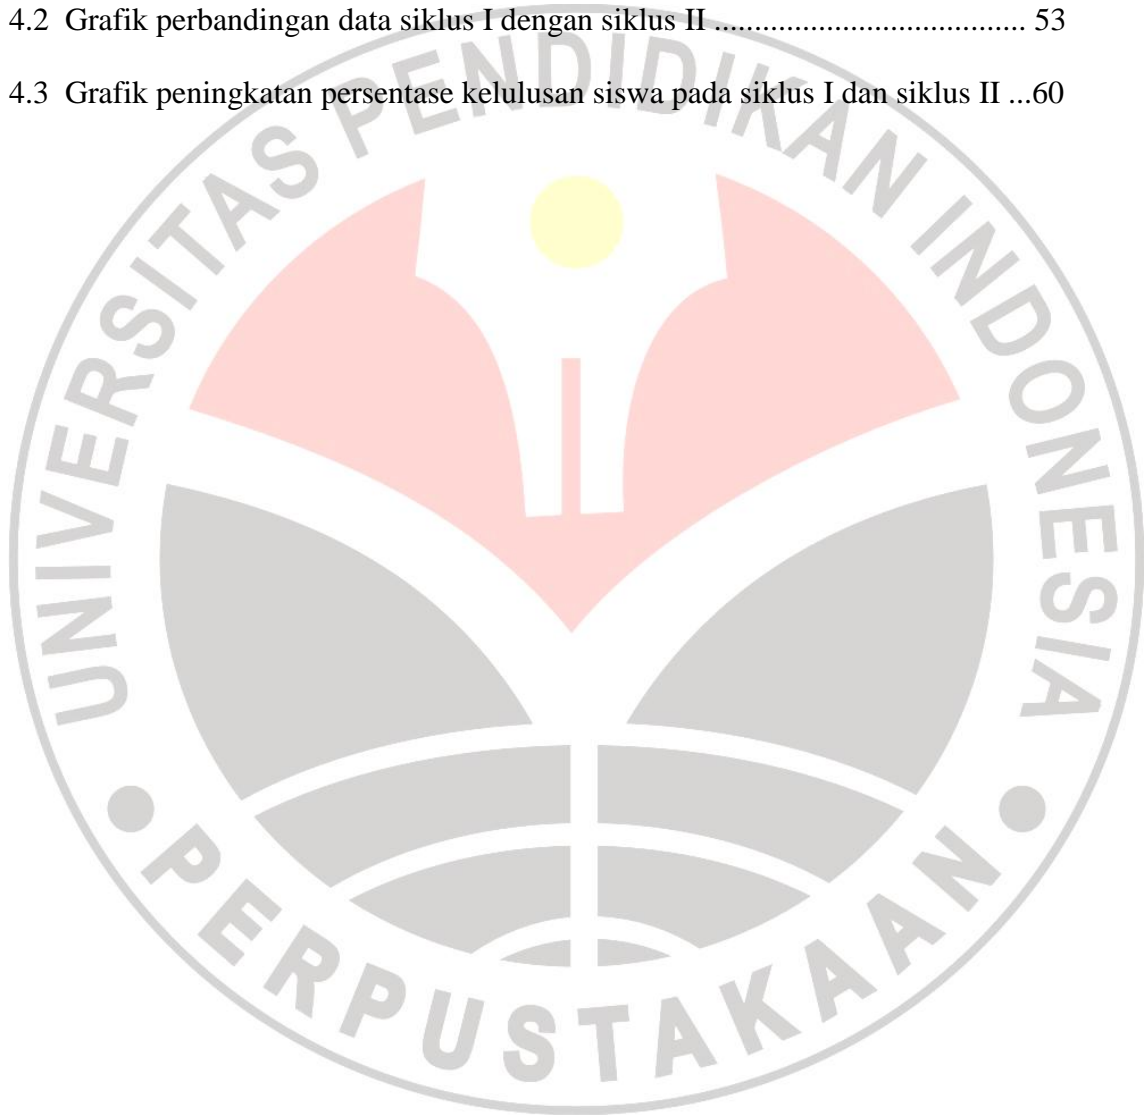 4.2 Grafik perbandingan data siklus I dengan siklus II ....................................... 53
4.3 Grafik peningkatan persentase kelulusan siswa pada siklus I dan siklus II ...60
UNIVERSITAS PENDIDIKAN INDONESIA
PERPUSTAKAAN